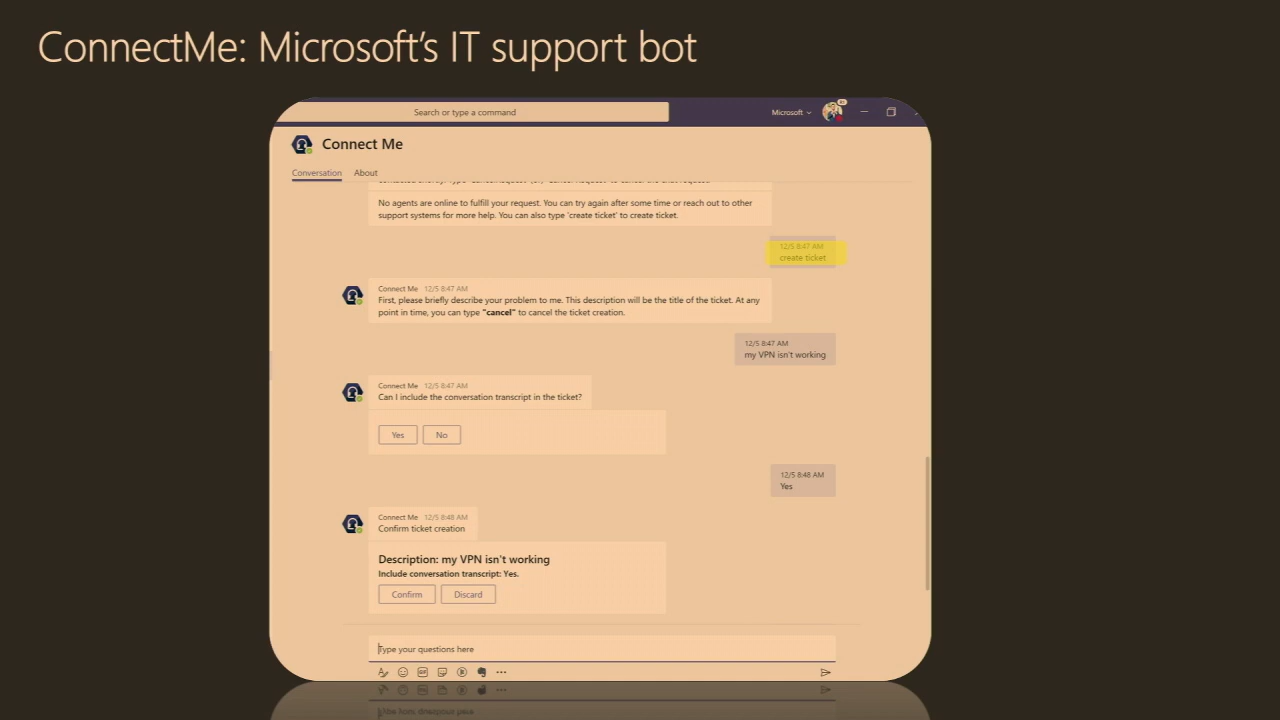 ConnectMe: Microsoft's IT support bot
Search or type a command
Microsoft
Connect Me
Conversation About
No agents are online to fulfill your request. You can try again after some time or reach out to other
support systems for more help. You can also type 'create ticket' to create ticket.
12/5 8:47 AM
create ticket
Connect Me 12/5 8:47 AM
First, please briefly describe your problem to me. This description will be the title of the ticket. At any
point in time, you can type "cancel" to cancel the ticket creation.
12/5 8:47 AM
my VPN isn't working
Connect Me 12/5 8:47 AM
Can I include the conversation transcript in the ticket?
Yes No
12/5 8:48 AM
Yes
Connect Me 12/5 8:48 AM
Confirm ticket creation
Description: my VPN isn't working
Include conversation transcript: Yes.
Confirm Discard
Type your questions here